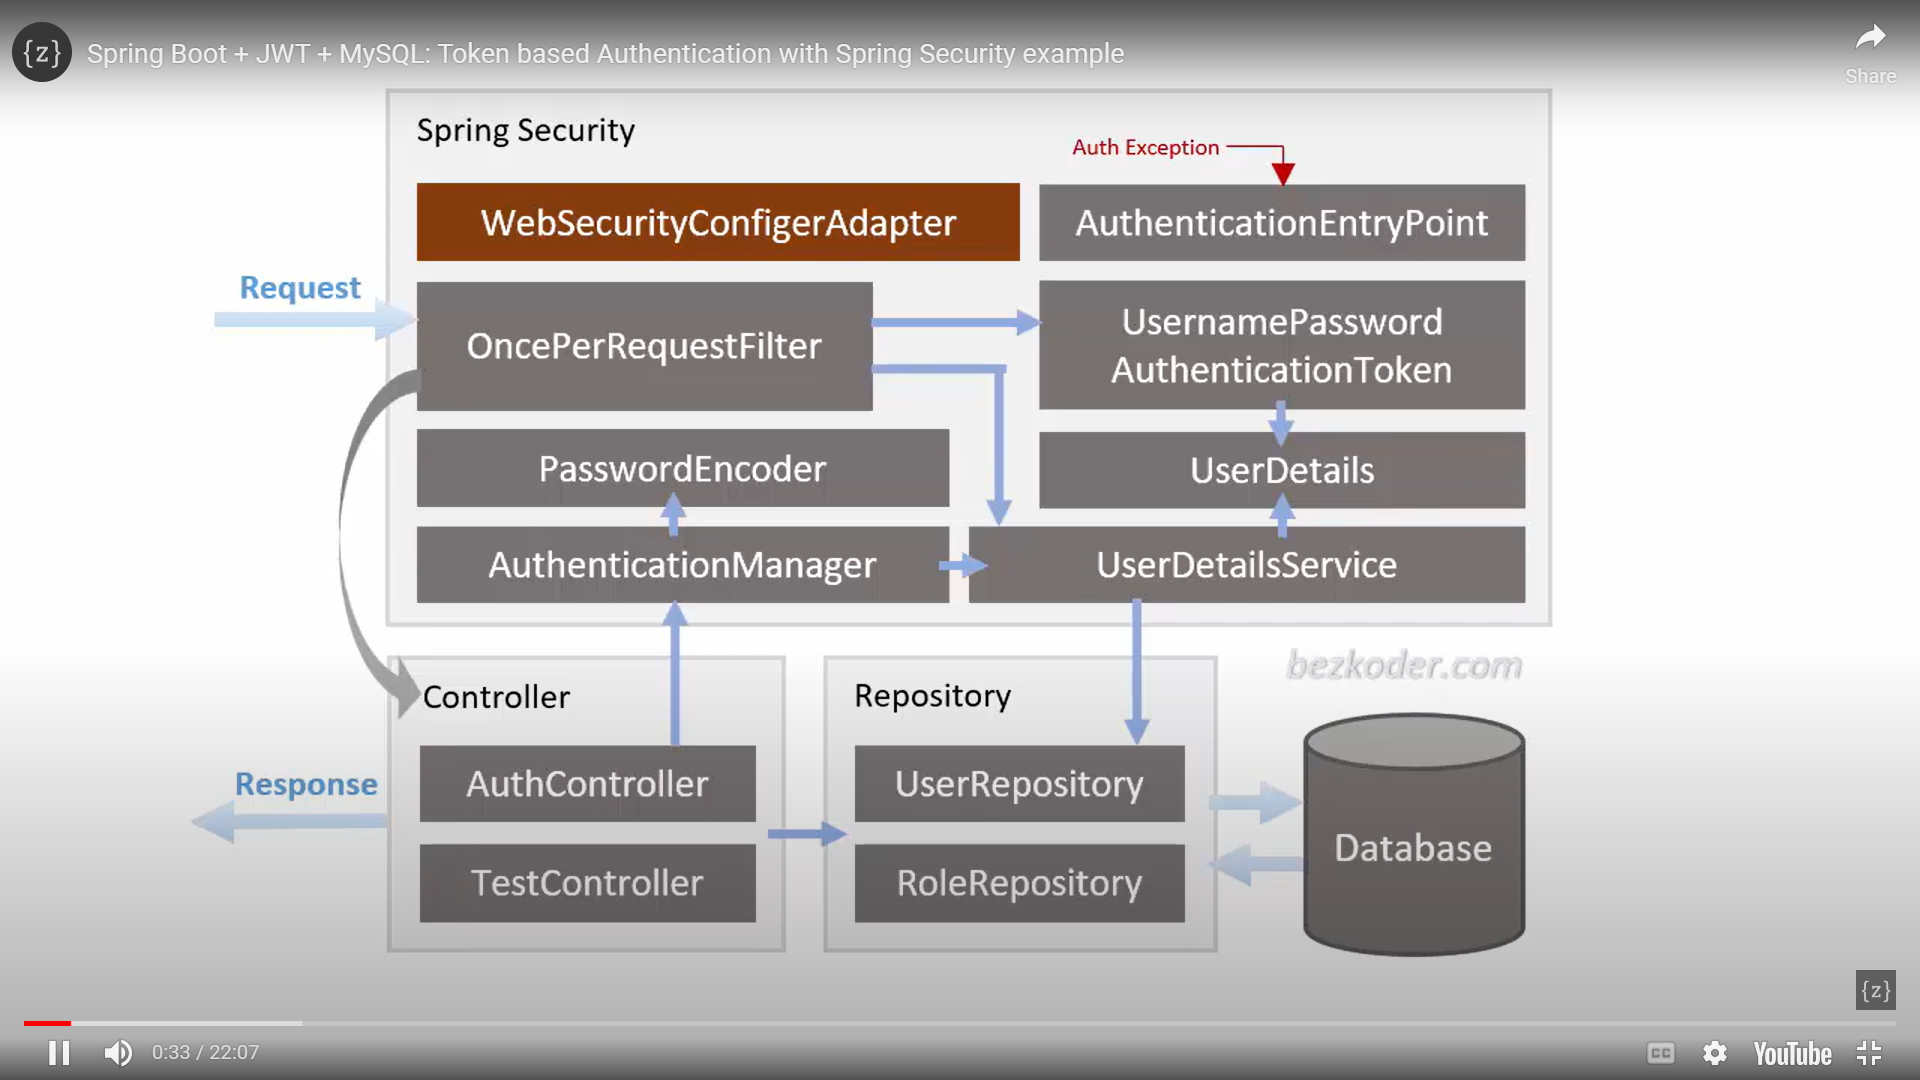 {z}
Spring Boot + JWT + MySQL: Token based Authentication with Spring Security example
Share
Spring Security
Auth Exception
WebSecurityConfigerAdapter
AuthenticationEntryPoint
Request
OncePerRequestFilter
UsernamePassword
AuthenticationToken
PasswordEncoder
UserDetails
AuthenticationManager
UserDetailsService
bezkoder.com
Controller
Repository
Response
AuthController
UserRepository
Database
TestController
RoleRepository
{z}
0:33 / 22:07
CC
YouTube